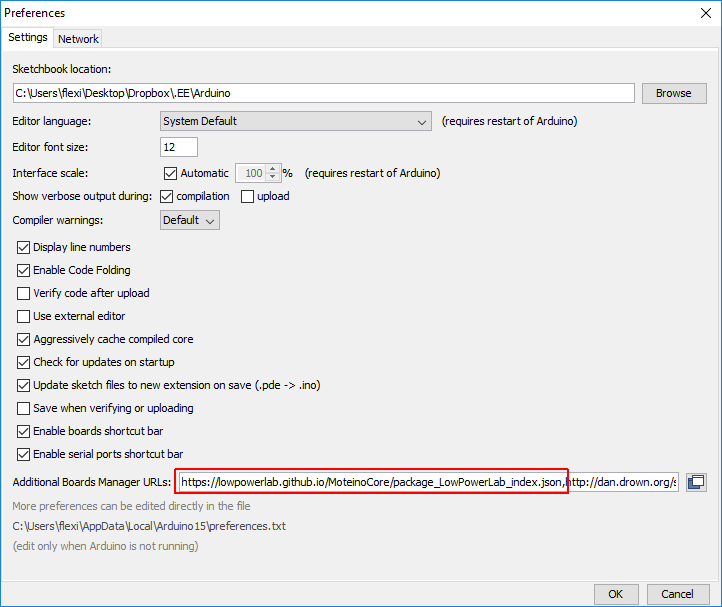 Preferences
Settings Network
Sketchbook location:
C:\Users\flexi\Desktop\Dropbox\.EE\Arduino Browse
Editor language: System Default (requires restart of Arduino)
Editor font size: 12
Interface scale: Automatic 100 % (requires restart of Arduino)
Show verbose output during: compilation upload
Compiler warnings: Default
Display line numbers
Enable Code Folding
Verify code after upload
Use external editor
Aggressively cache compiled core
Check for updates on startup
Update sketch files to new extension on save (.pde -> .ino)
Save when verifying or uploading
Enable boards shortcut bar
Enable serial ports shortcut bar
Additional Boards Manager URLs: https://lowpowerlab.github.io/MoteinoCore/package_LowPowerLab_index.json,http://dan.drown.org/s
More preferences can be edited directly in the file
C:\Users\flexi\AppData\Local\Arduino15\preferences.txt
(edit only when Arduino is not running)
OK Cancel